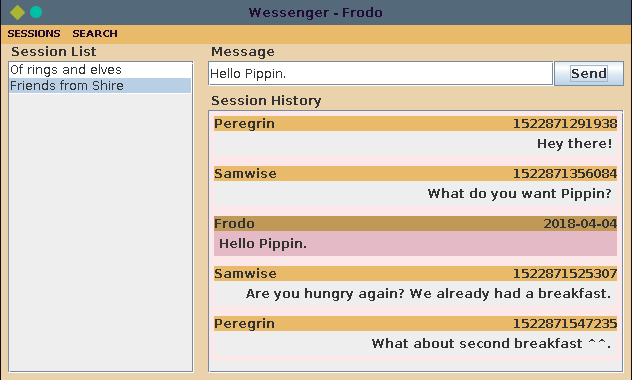 Wessenger - Frodo
SESSIONS SEARCH
Session List
Of rings and elves
Friends from Shire
Message
Hello Pippin.
Send
Session History
Peregrin 1522871291938
Hey there!
Samwise 1522871356084
What do you want Pippin?
Frodo 2018-04-04
Hello Pippin.
Samwise 1522871525307
Are you hungry again? We already had a breakfast.
Peregrin 1522871547235
What about second breakfast ^^.